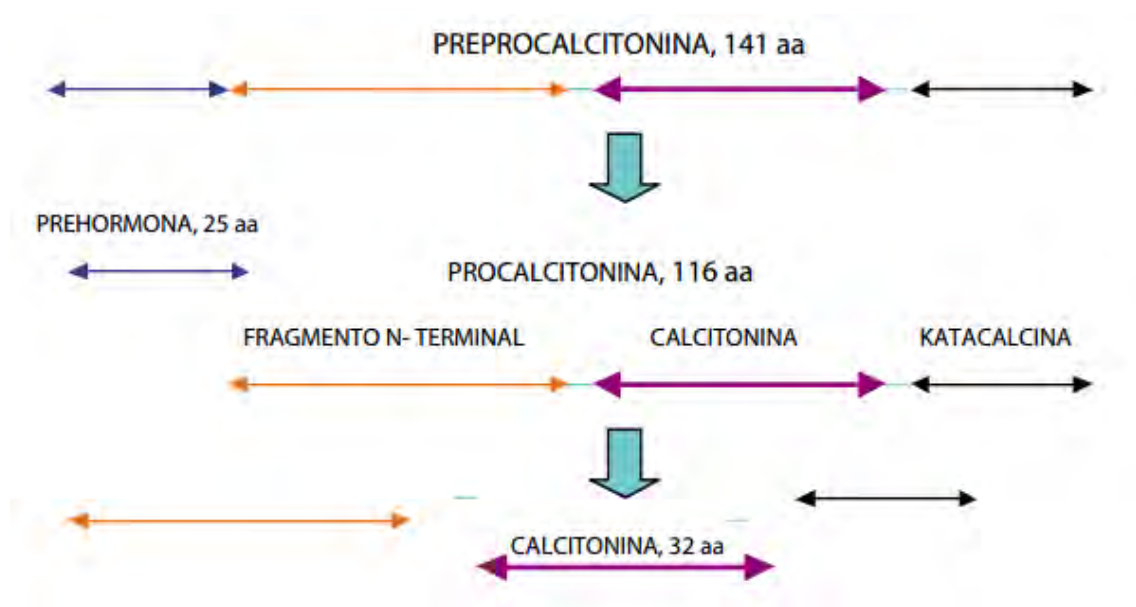 PREPROCALCITONINA, 141 aa
PREHORMONA, 25 aa
PROCALCITONINA, 116 aa
FRAGMENTO N- TERMINAL
CALCITONINA
KATACALCINA
CALCITONINA, 32 aa